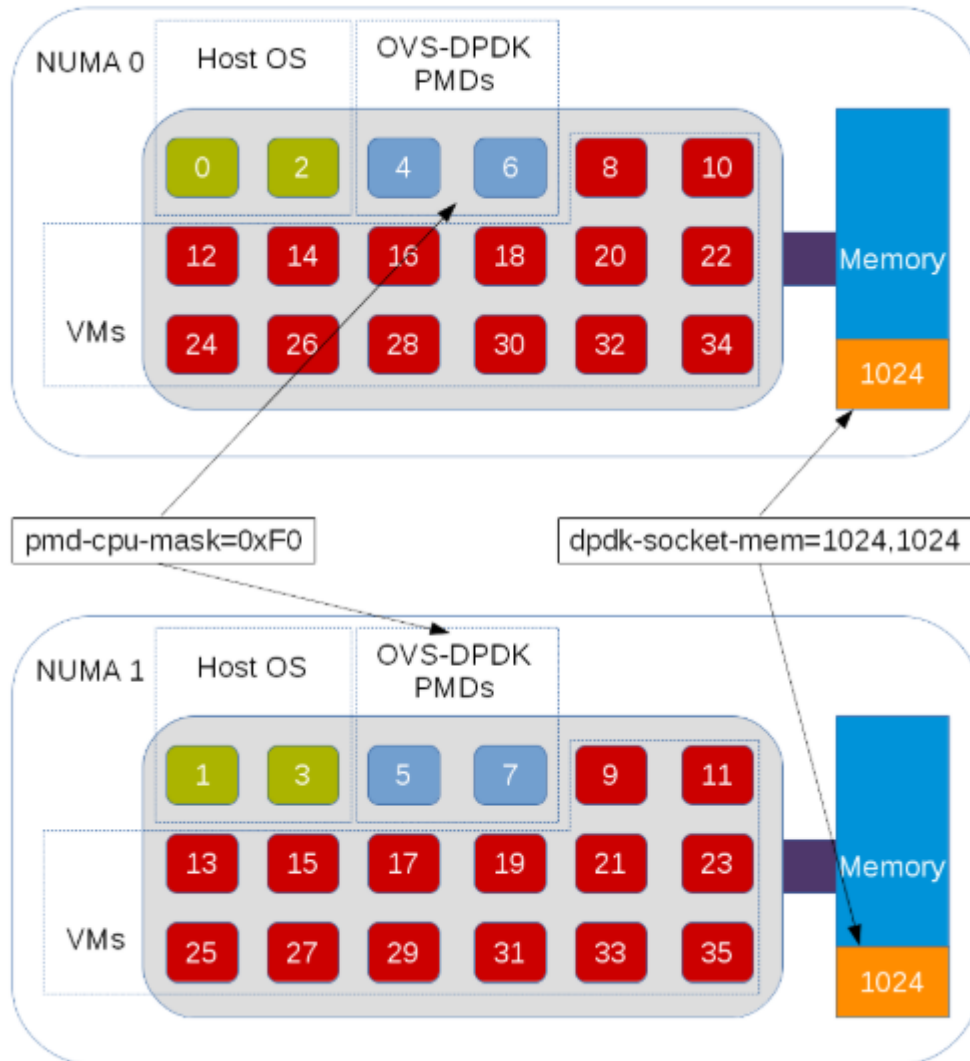 NUMA 0
Host OS
OVS-DPDK
PMDs
0 2 4 6 8 10
12 14 16 18 20 22
Memory
VMs
24 26 28 30 32 34
1024
pmd-cpu-mask=0xF0
dpdk-socket-mem=1024,1024
NUMA 1
Host OS
OVS-DPDK
PMDs
1 3 5 7 9 11
13 15 17 19 21 23
Memory
VMs
25 27 29 31 33 35
1024